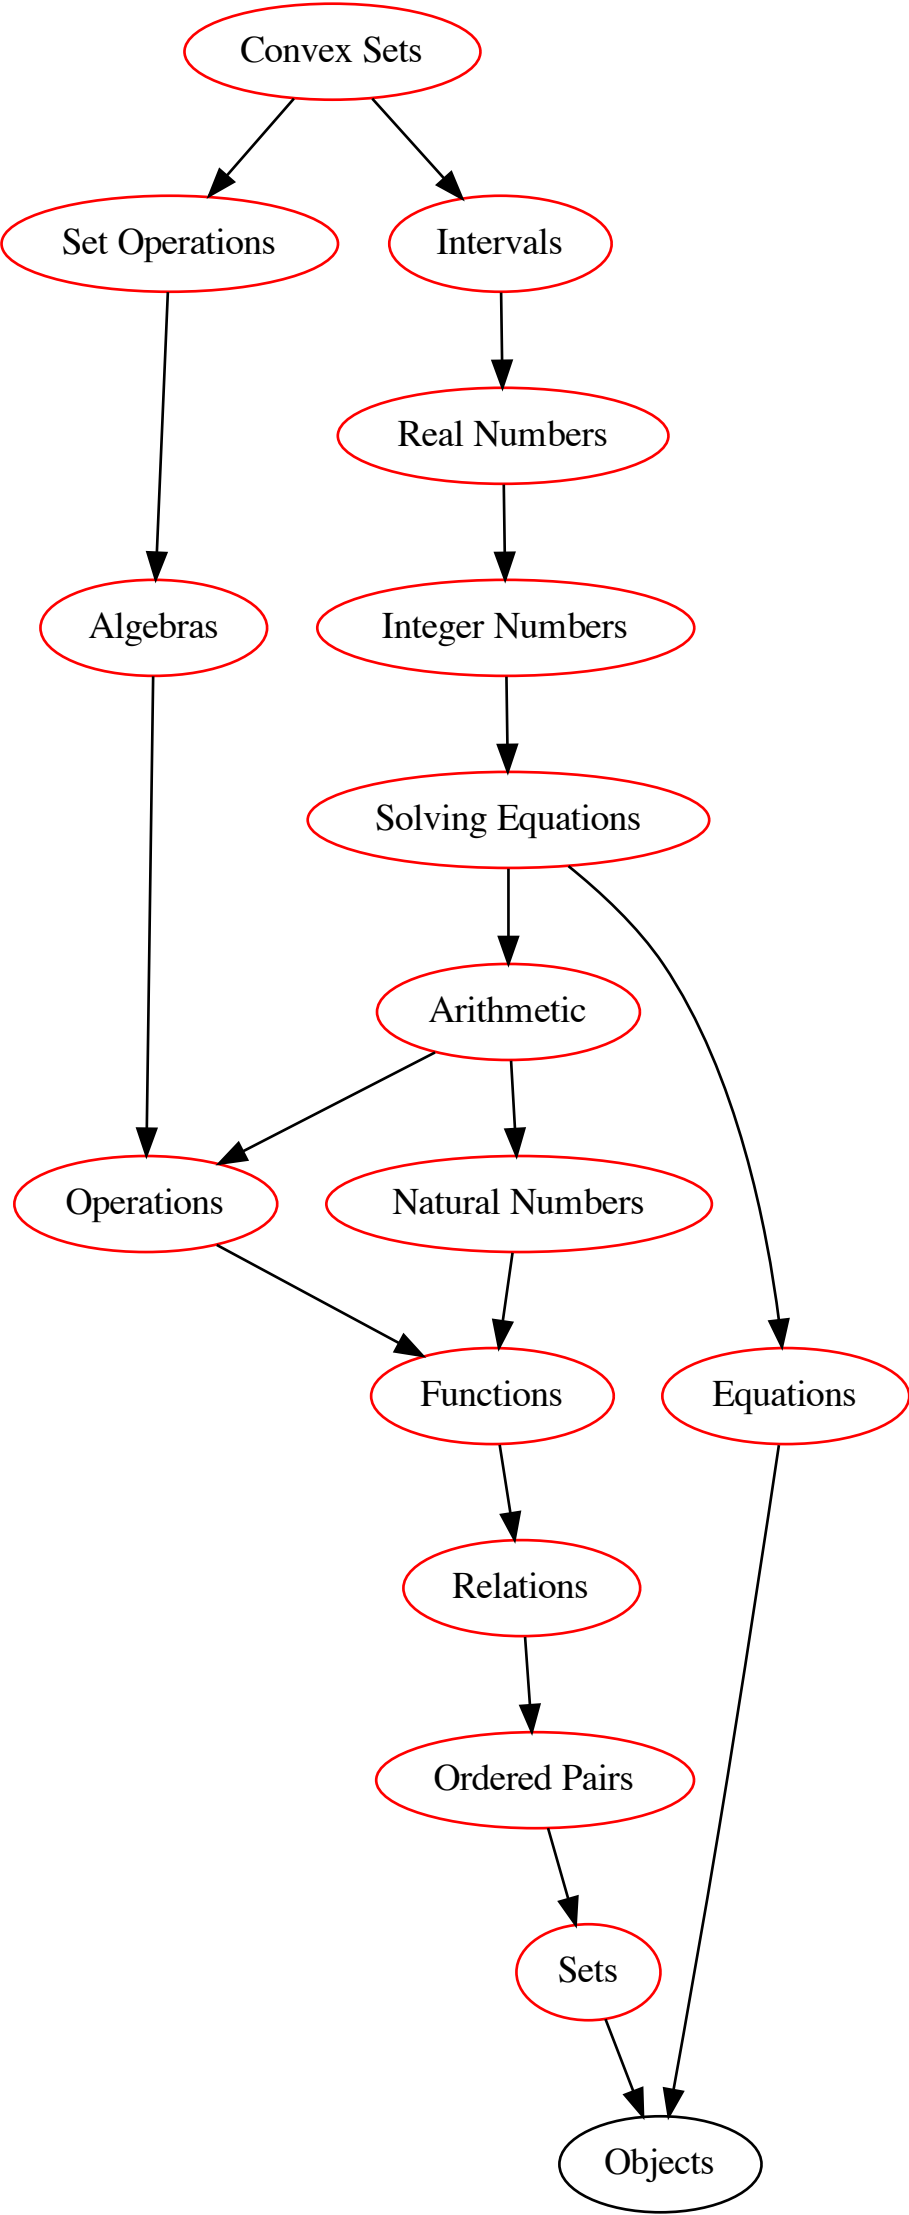 Convex Sets
Set Operations
Intervals
Real Numbers
Algebras
Integer Numbers
Solving Equations
Arithmetic
Operations
Natural Numbers
Functions
Equations
Relations
Ordered Pairs
Sets
Objects